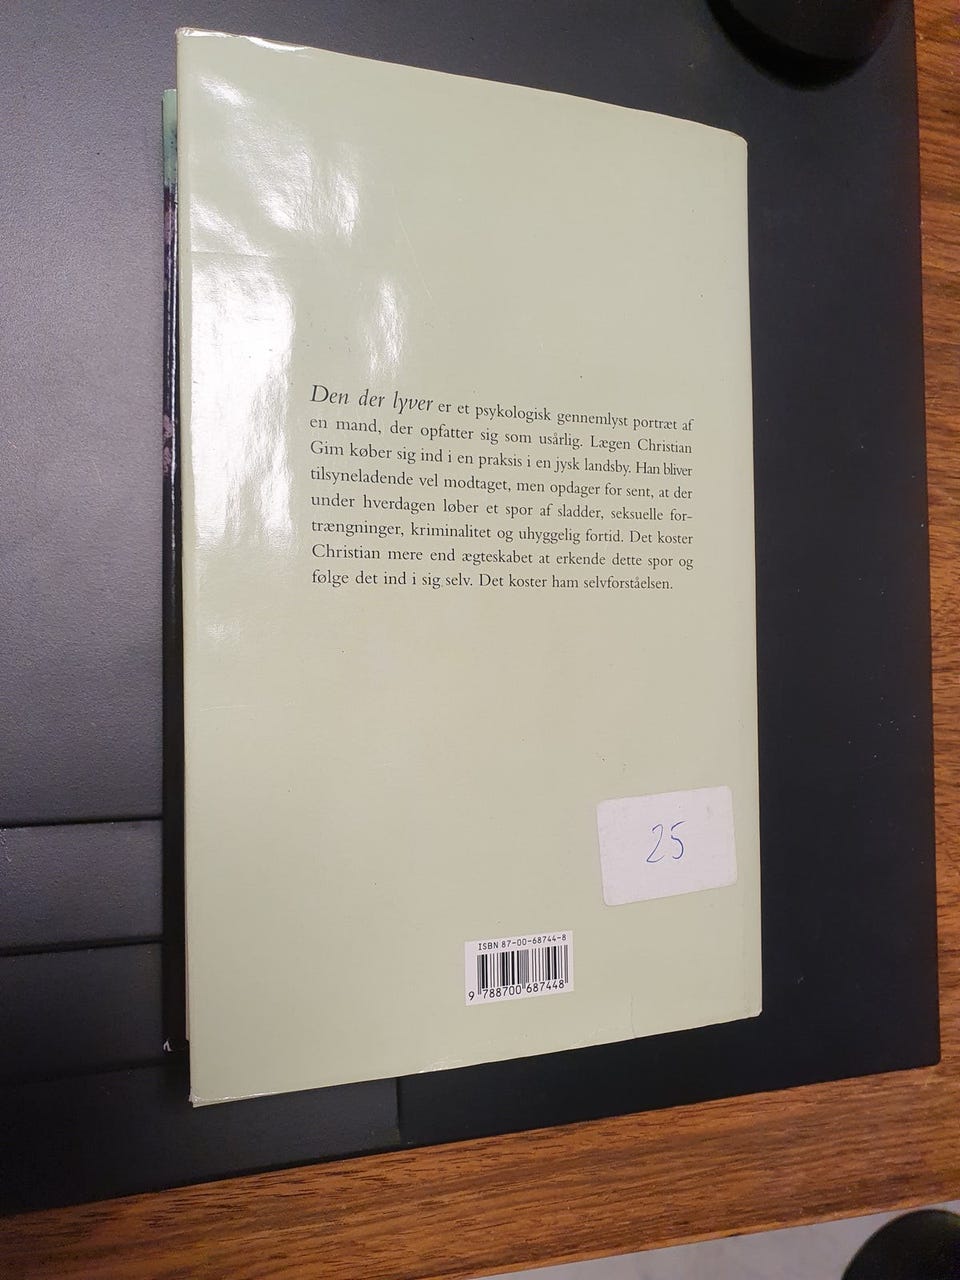 Den der lyver er et psykologisk gennemlyst portræt af
en mand, der opfatter sig som usårlig. Lægen Christian
Gim køber sig ind i en praksis i en jysk landsby. Han bliver
tilsyneladende vel modtaget, men opdager for sent, at der
under hverdagen løber et spor af sladder, seksuelle for-
trængninger, kriminalitet og uhyggelig fortid. Det koster
Christian mere end ægteskabet at erkende dette spor og
følge det ind i sig selv. Det koster ham selvforståelsen.
25
ISBN 87-00-68744-8
9 788700 687448